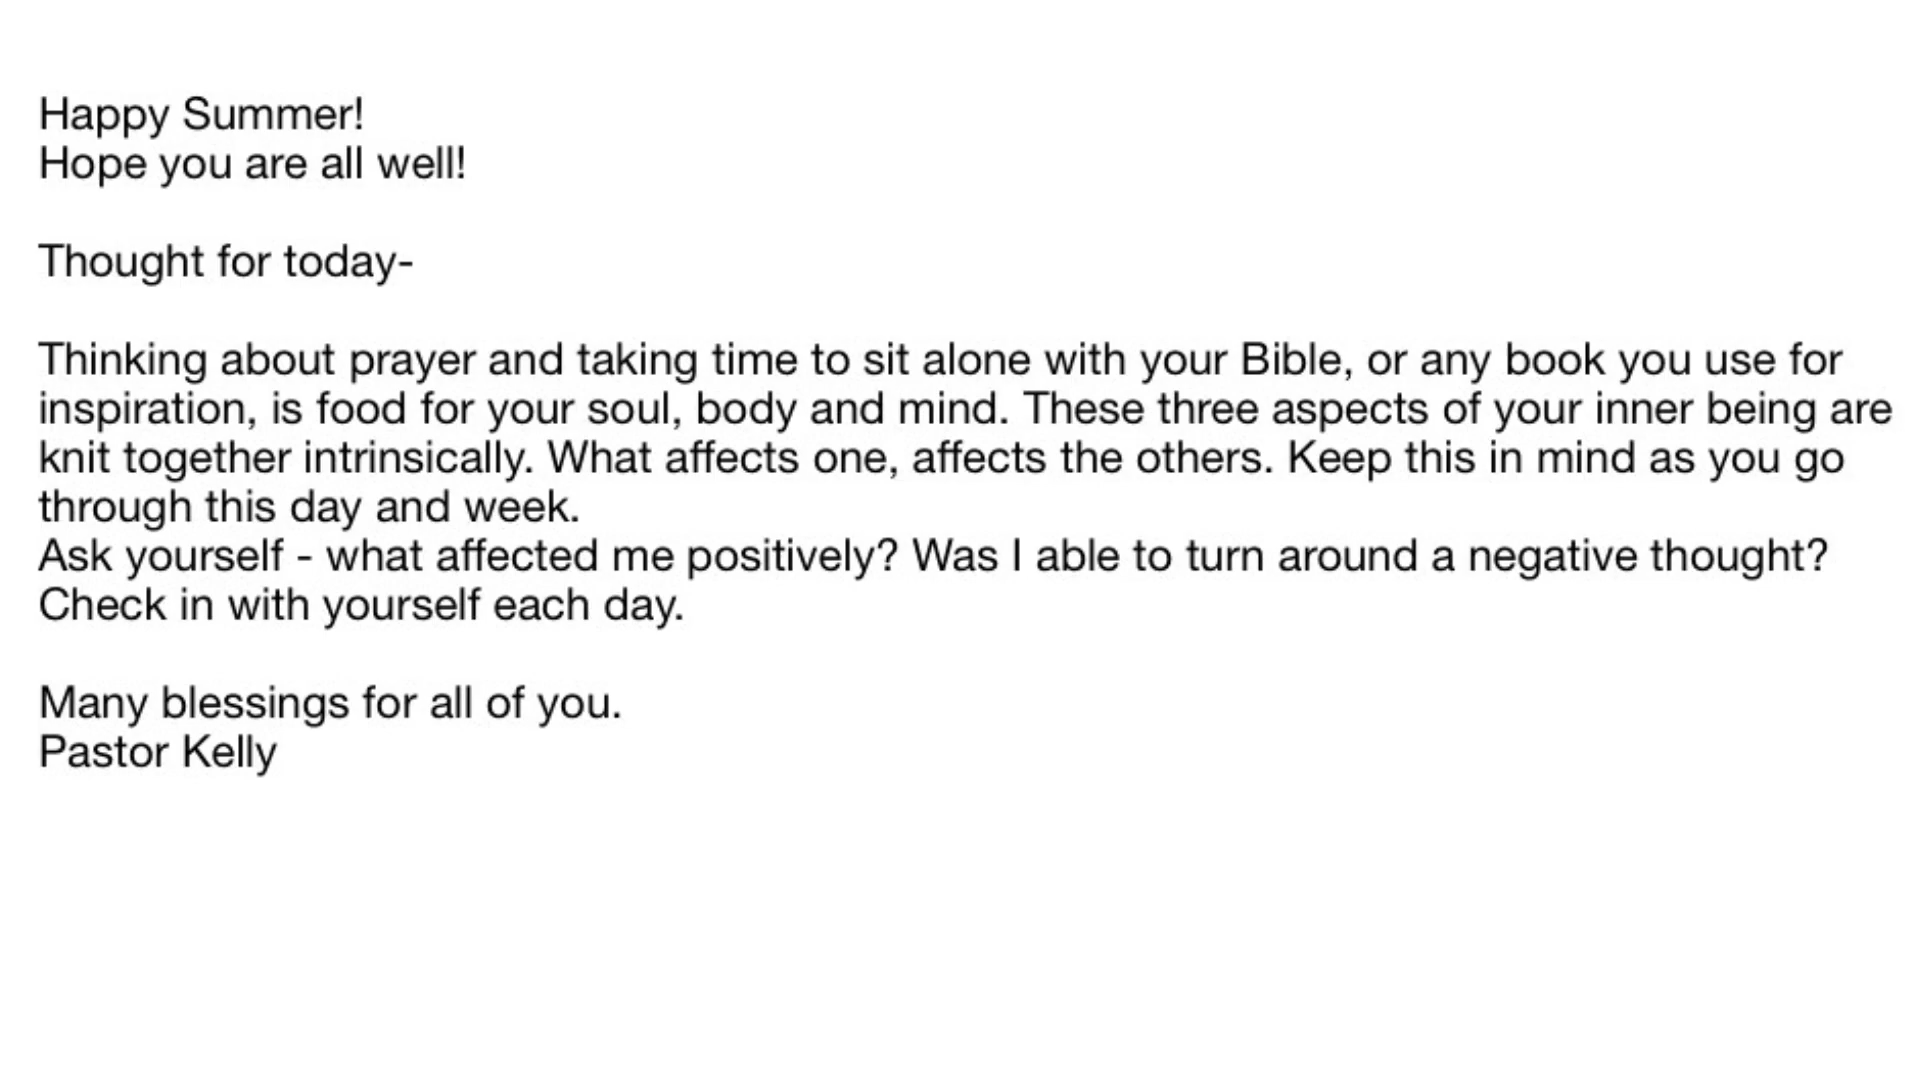 Happy Summer!
Hope you are all well!
Thought for today-
Thinking about prayer and taking time to sit alone with your Bible, or any book you use for
inspiration, is food for your soul, body and mind. These three aspects of your inner being are
knit together intrinsically. What affects one, affects the others. Keep this in mind as you go
through this day and week.
Ask yourself - what affected me positively? Was I able to turn around a negative thought?
Check in with yourself each day.
Many blessings for all of you.
Pastor Kelly